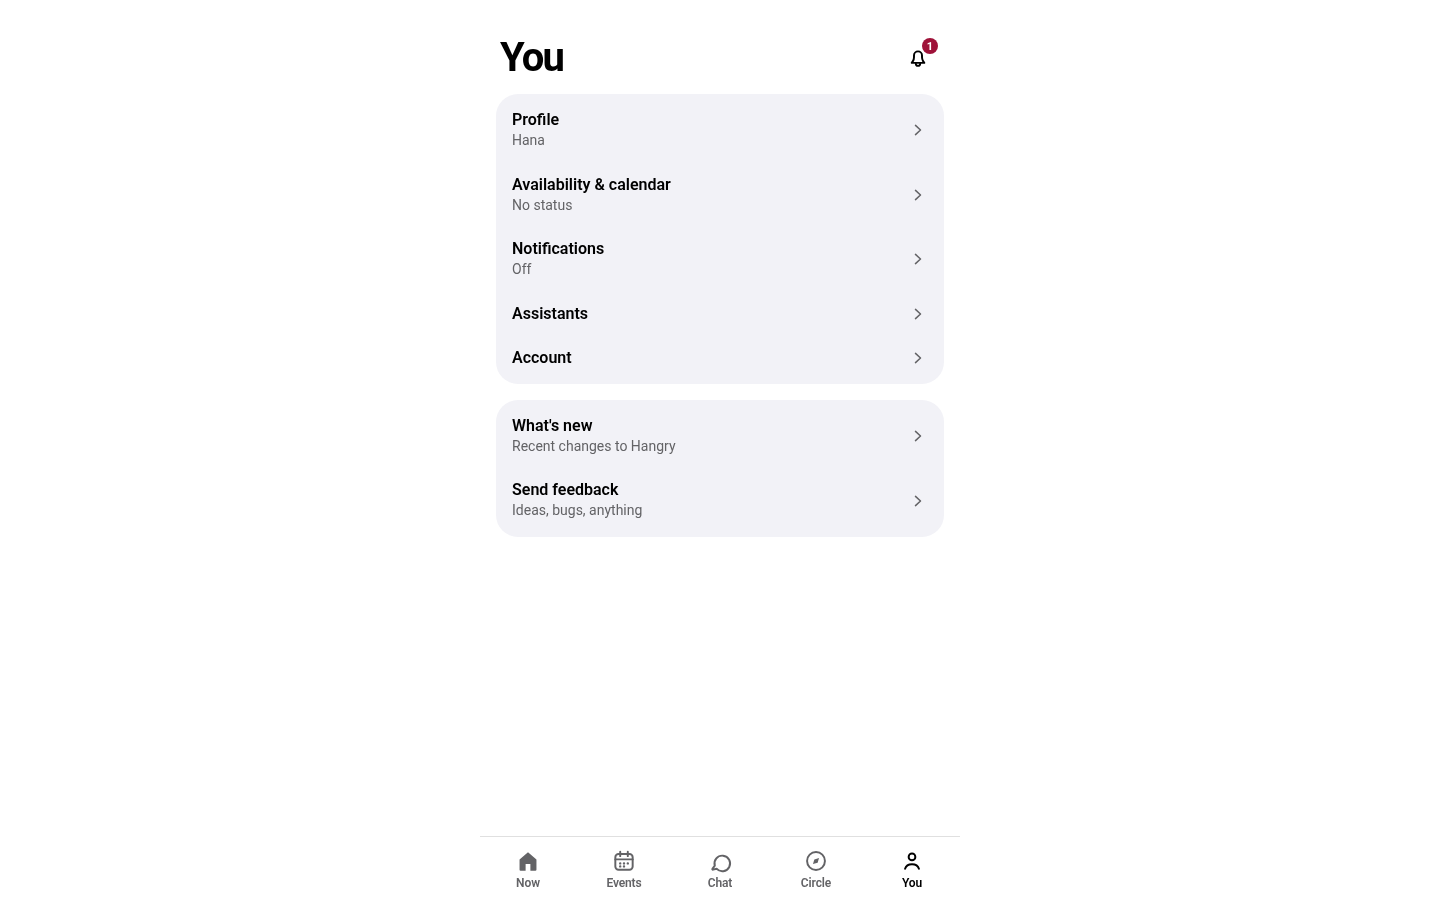 You
1
Profile
Hana
Availability & calendar
No status
Notifications
Off
Assistants
Account
What's new
Recent changes to Hangry
Send feedback
Ideas, bugs, anything
Now
Events
Chat
Circle
You